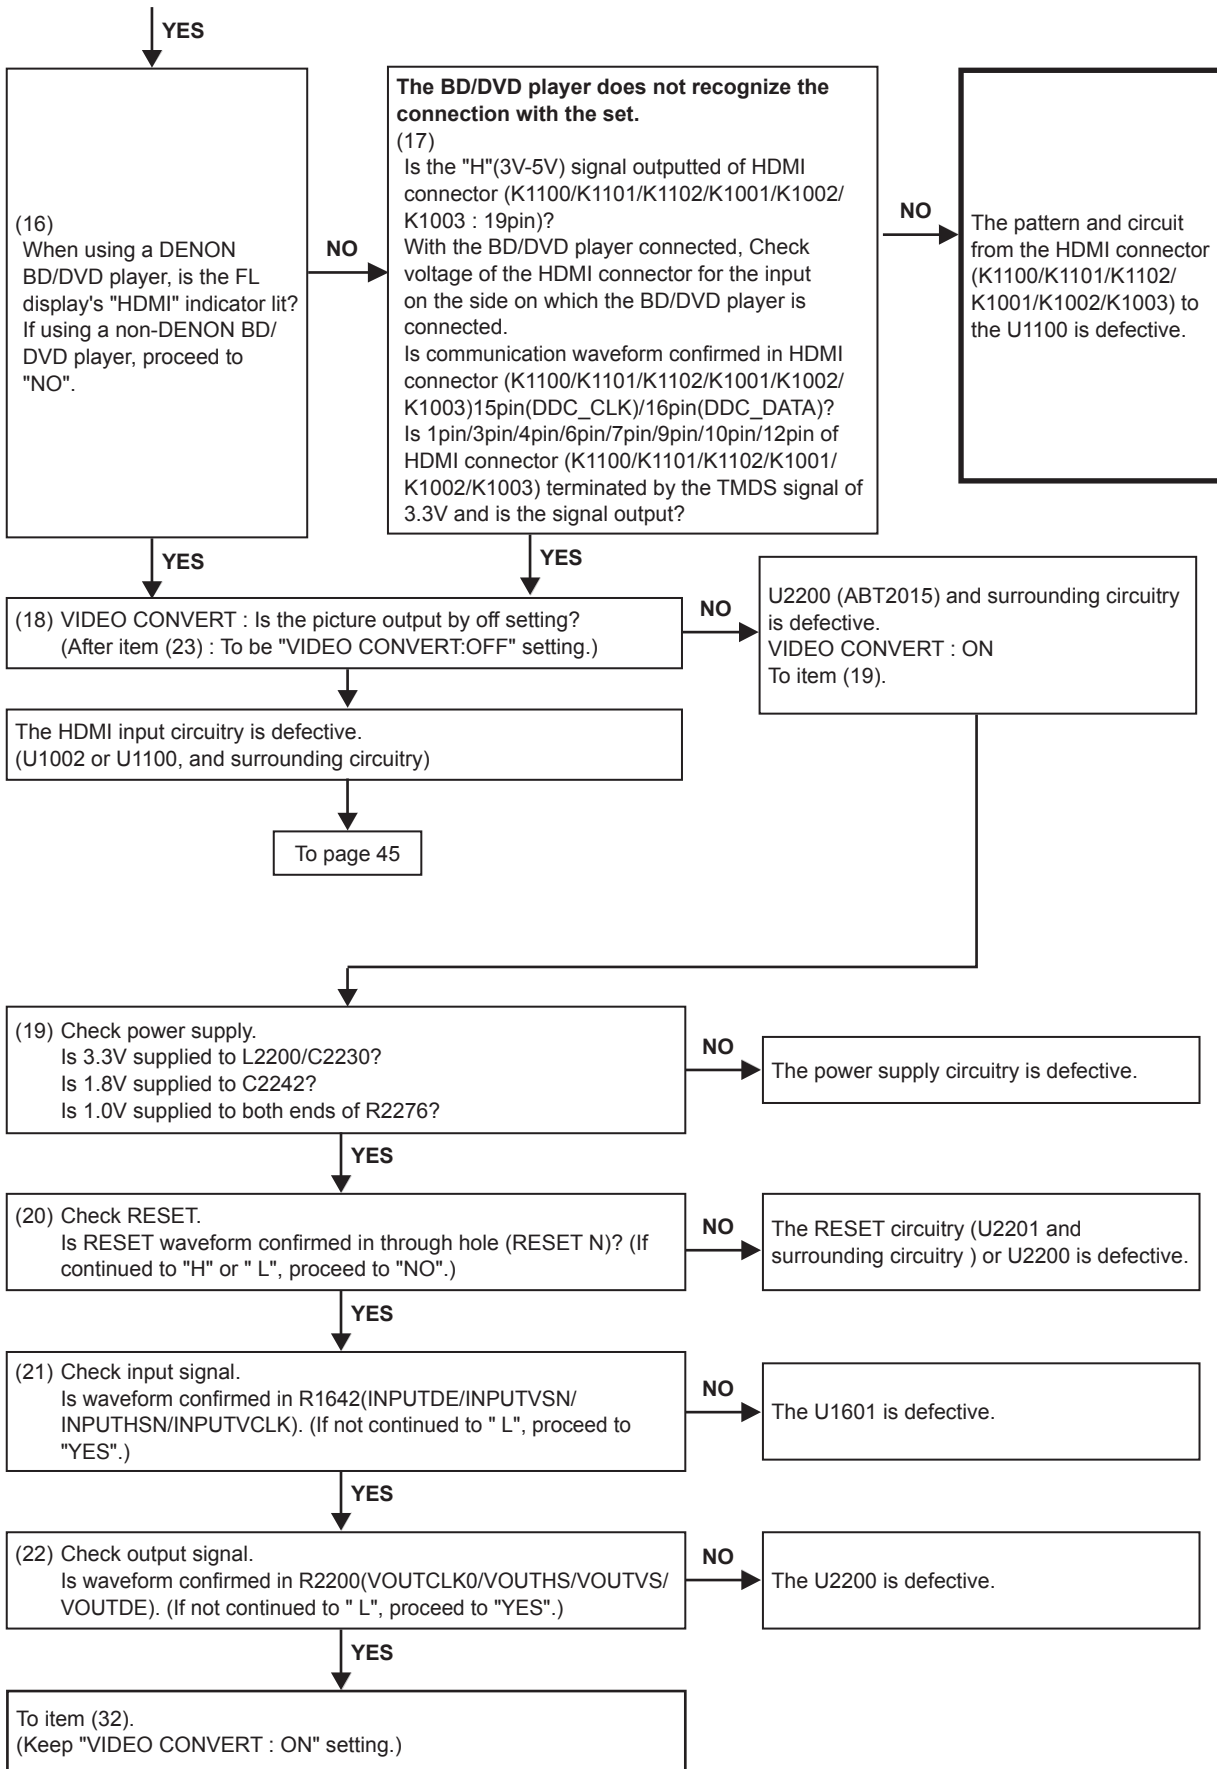 YES
(16)
When using a DENON
BD/DVD player, is the FL
display's "HDMI" indicator lit?
If using a non-DENON BD/
DVD player, proceed to
"NO".
NO
The BD/DVD player does not recognize the
connection with the set.
(17)
Is the "H"(3V-5V) signal outputted of HDMI
connector (K1100/K1101/K1102/K1001/K1002/
K1003 : 19pin)?
With the BD/DVD player connected, Check
voltage of the HDMI connector for the input
on the side on which the BD/DVD player is
connected.
Is communication waveform confirmed in HDMI
connector (K1100/K1101/K1102/K1001/K1002/
K1003)15pin(DDC_CLK)/16pin(DDC_DATA)?
Is 1pin/3pin/4pin/6pin/7pin/9pin/10pin/12pin of
HDMI connector (K1100/K1101/K1102/K1001/
K1002/K1003) terminated by the TMDS signal of
3.3V and is the signal output?
NO
The pattern and circuit
from the HDMI connector
(K1100/K1101/K1102/
K1001/K1002/K1003) to
the U1100 is defective.
YES
YES
(18) VIDEO CONVERT : Is the picture output by off setting?
(After item (23) : To be "VIDEO CONVERT:OFF" setting.)
NO
U2200 (ABT2015) and surrounding circuitry
is defective.
VIDEO CONVERT : ON
To item (19).
The HDMI input circuitry is defective.
(U1002 or U1100, and surrounding circuitry)
To page 45
(19) Check power supply.
Is 3.3V supplied to L2200/C2230?
Is 1.8V supplied to C2242?
Is 1.0V supplied to both ends of R2276?
NO
The power supply circuitry is defective.
YES
(20) Check RESET.
Is RESET waveform confirmed in through hole (RESET N)? (If
continued to "H" or " L", proceed to "NO".)
NO
The RESET circuitry (U2201 and
surrounding circuitry ) or U2200 is defective.
YES
(21) Check input signal.
Is waveform confirmed in R1642(INPUTDE/INPUTVSN/
INPUTHSN/INPUTVCLK). (If not continued to " L", proceed to
"YES".)
NO
The U1601 is defective.
YES
(22) Check output signal.
Is waveform confirmed in R2200(VOUTCLK0/VOUTHS/VOUTVS/
VOUTDE). (If not continued to " L", proceed to "YES".)
NO
The U2200 is defective.
YES
To item (32).
(Keep "VIDEO CONVERT : ON" setting.)